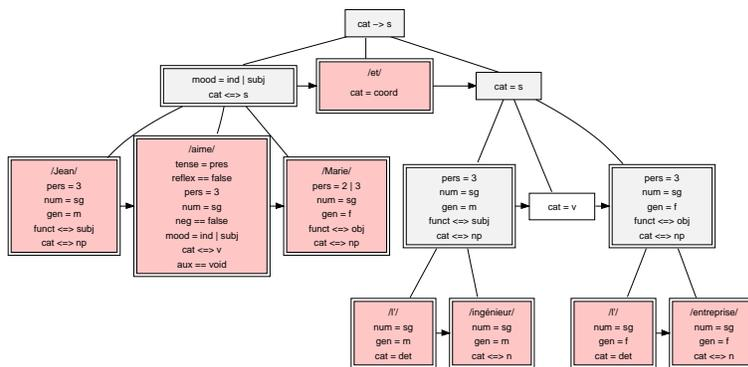 cat -> s
mood = ind | subj
cat <=> s
/et/
cat = coord
cat = s
/Jean/
pers = 3
num = sg
gen = m
funct <=> subj
cat <=> np
/aime/
tense = pres
reflex == false
pers = 3
num = sg
neg == false
mood = ind | subj
cat <=> v
aux == void
/Marie/
pers = 2 | 3
num = sg
gen = f
funct <=> obj
cat <=> np
pers = 3
num = sg
gen = m
funct <=> subj
cat <=> np
cat = v
pers = 3
num = sg
gen = f
funct <=> obj
cat <=> np
/l'/
num = sg
gen = m
cat = det
/ingénieur/
num = sg
gen = m
cat <=> n
/l'/
num = sg
gen = f
cat = det
/entreprise/
num = sg
gen = f
cat <=> n